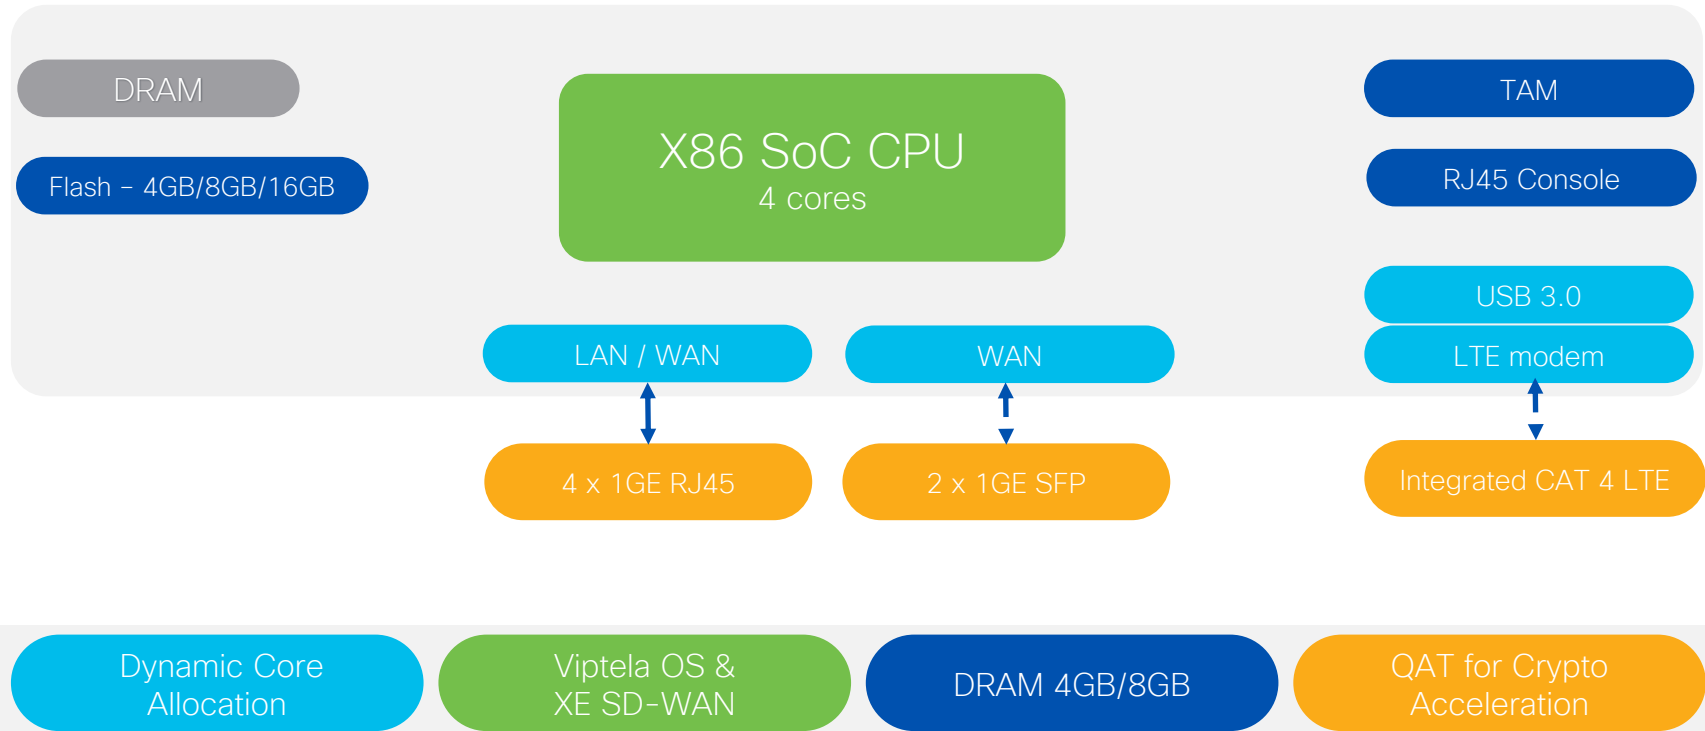 DRAM
Flash – 4GB/8GB/16GB
X86 SoC CPU
4 cores
TAM
RJ45 Console
USB 3.0
LTE modem
LAN / WAN
WAN
4 x 1GE RJ45
2 x 1GE SFP
Integrated CAT 4 LTE
Dynamic Core
Allocation
Viptela OS &
XE SD-WAN
DRAM 4GB/8GB
QAT for Crypto
Acceleration